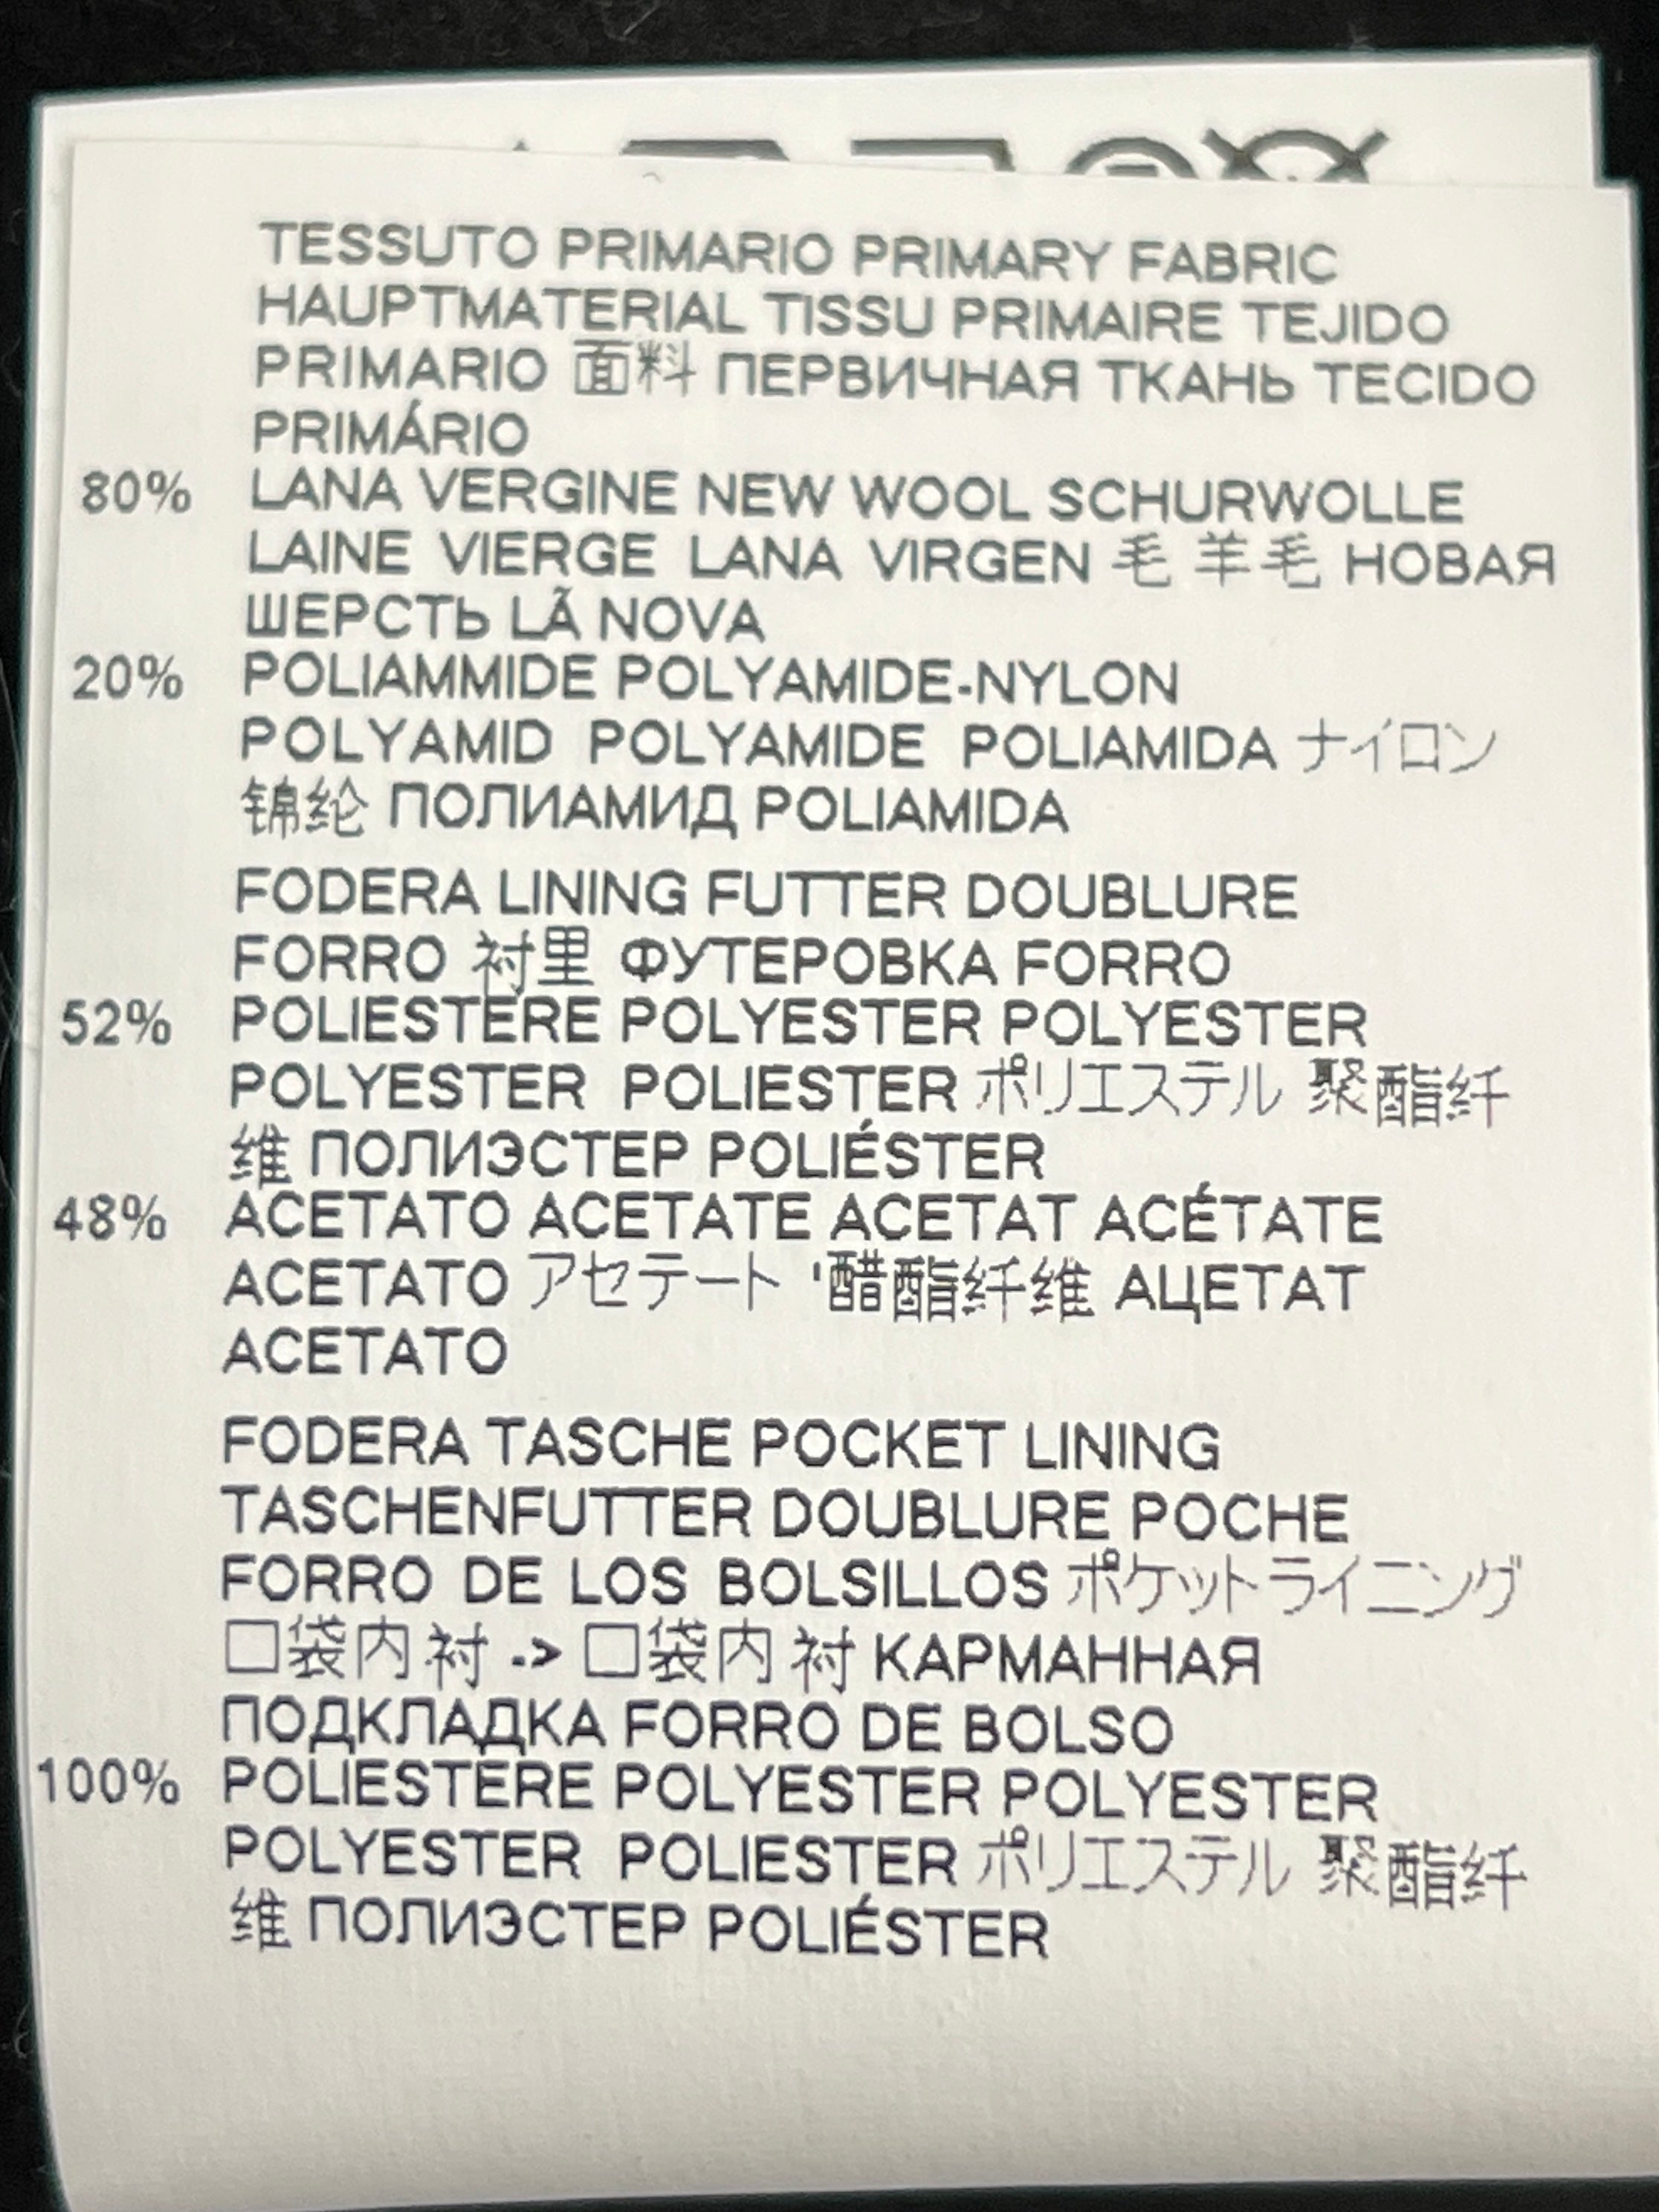 TESSUTO PRIMARIO PRIMARY FABRIC
HAUPTMATERIAL TISSU PRIMAIRE TEJIDO
PRIMARIO 面料 ПЕРВИЧНАЯ ТКАНЬ TECIDO
PRIMÁRIO
80% LANA VERGINE NEW WOOL SCHURWOLLE
LAINE VIERGE LANA VIRGEN 毛 羊毛 НОВАЯ
ШЕРСТЬ LÃ NOVA
20% POLIAMMIDE POLYAMIDE-NYLON
POLYAMID POLYAMIDE POLIAMIDA ナイロン
锦纶 ПОЛИАМИД POLIAMIDA
FODERA LINING FUTTER DOUBLURE
FORRO 衬里 ФУТЕРОВКА FORRO
52% POLIESTERE POLYESTER POLYESTER
POLYESTER POLIESTER ポリエステル 聚酯纤
维 ПОЛИЭСТЕР POLIÉSTER
48% ACETATO ACETATE ACETAT ACÉTATE
ACETATO アセテート '醋酯纤维 АЦЕТАТ
ACETATO
FODERA TASCHE POCKET LINING
TASCHENFUTTER DOUBLURE POCHE
FORRO DE LOS BOLSILLOS ポケットライニング
口袋内衬 -> 口袋内衬 КАРМАННАЯ
ПОДКЛАДКА FORRO DE BOLSO
100% POLIESTERE POLYESTER POLYESTER
POLYESTER POLIESTER ポリエステル 聚酯纤
维 ПОЛИЭСТЕР POLIÉSTER